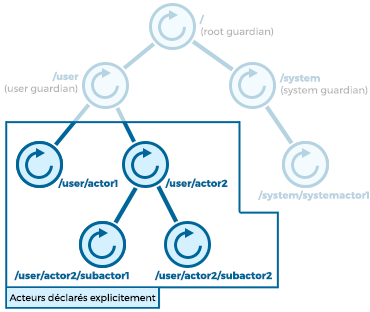 /
(root guardian)
/user
(user guardian)
/system
(system guardian)
/user/actor1
/user/actor2
/system/systemactor1
/user/actor2/subactor1
/user/actor2/subactor2
Acteurs déclarés explicitement